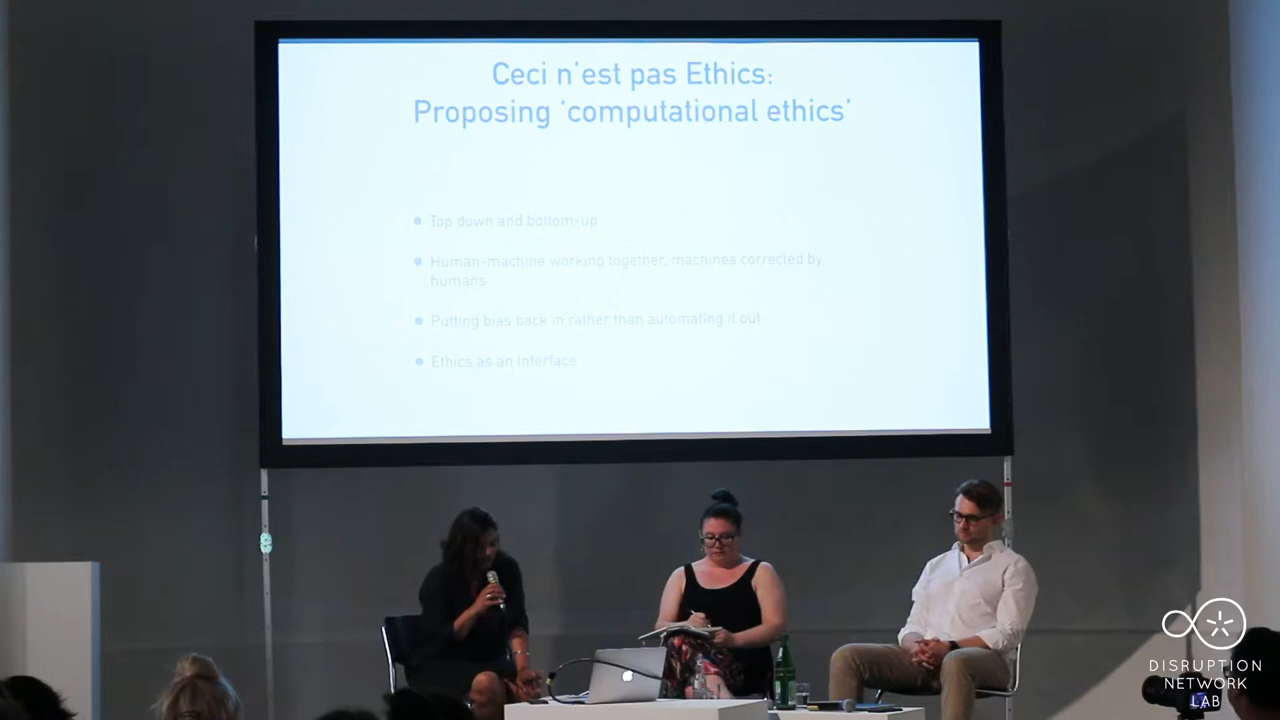 Ceci n'est pas Ethics:
Proposing 'computational ethics'
Top down and bottom-up
Human-machine working together; machines corrected by
humans
Putting bias back in rather than automating it out
Ethics as an interface
DISRUPTION
NETWORK
LAB